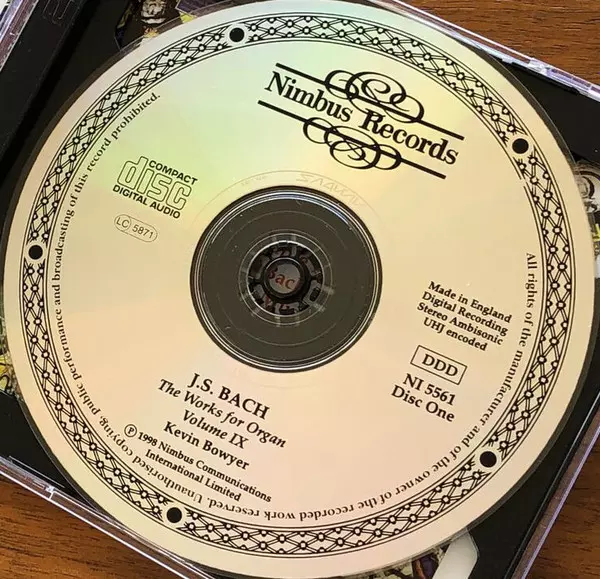 Nimbus Records
COMPACT
disc
DIGITAL AUDIO
LC 5871
Made in England
Digital Recording
Stereo Ambisonic
UHJ encoded
DDD
NI 5561
Disc One
J.S. BACH
The Works for Organ
Volume IX
Kevin Bowyer
℗ 1998 Nimbus Communications
International Limited
All rights of the manufacturer and of the owner of the recorded work reserved. Unauthorised copying, public performance and broadcasting of this record prohibited.
Bac